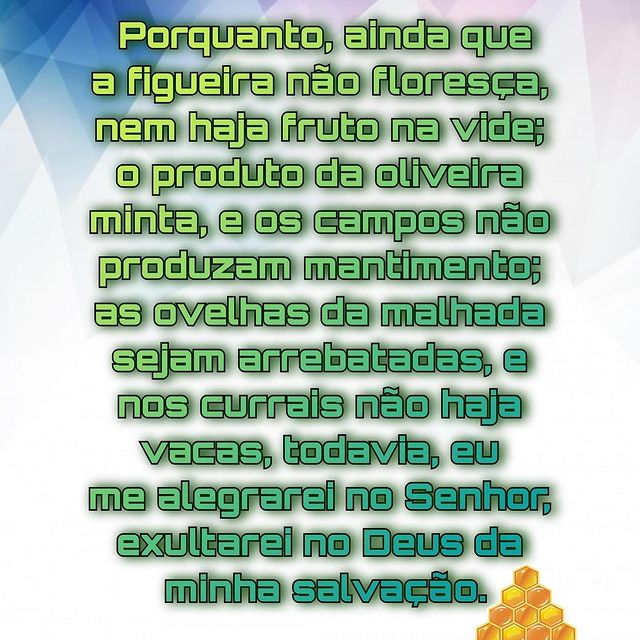 Porquanto, ainda que
a figueira não floresça,
nem haja fruto na vide;
o produto da oliveira
minta, e os campos não
produzam mantimento;
as ovelhas da malhada
sejam arrebatadas, e
nos currais não haja
vacas, todavia, eu
me alegrarei no Senhor,
exultarei no Deus da
minha salvação.